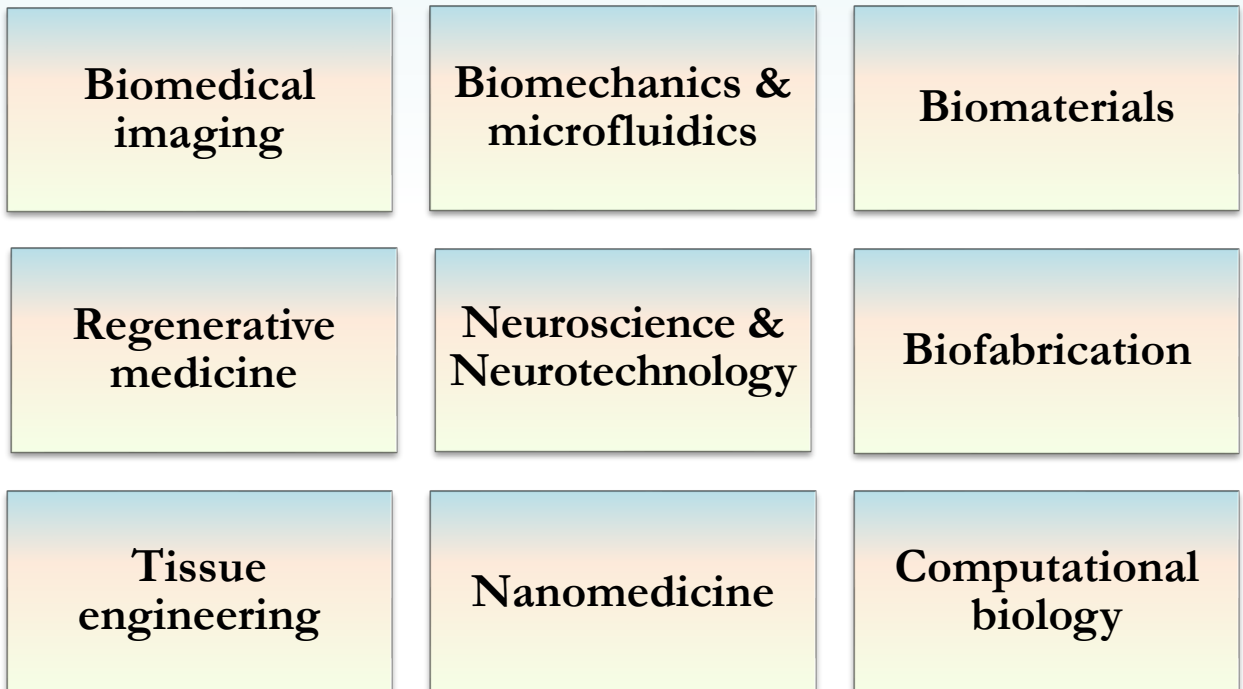 Biomedical
imaging
Biomechanics &
microfluidics
Biomaterials
Regenerative
medicine
Neuroscience &
Neurotechnology
Biofabrication
Tissue
engineering
Nanomedicine
Computational
biology